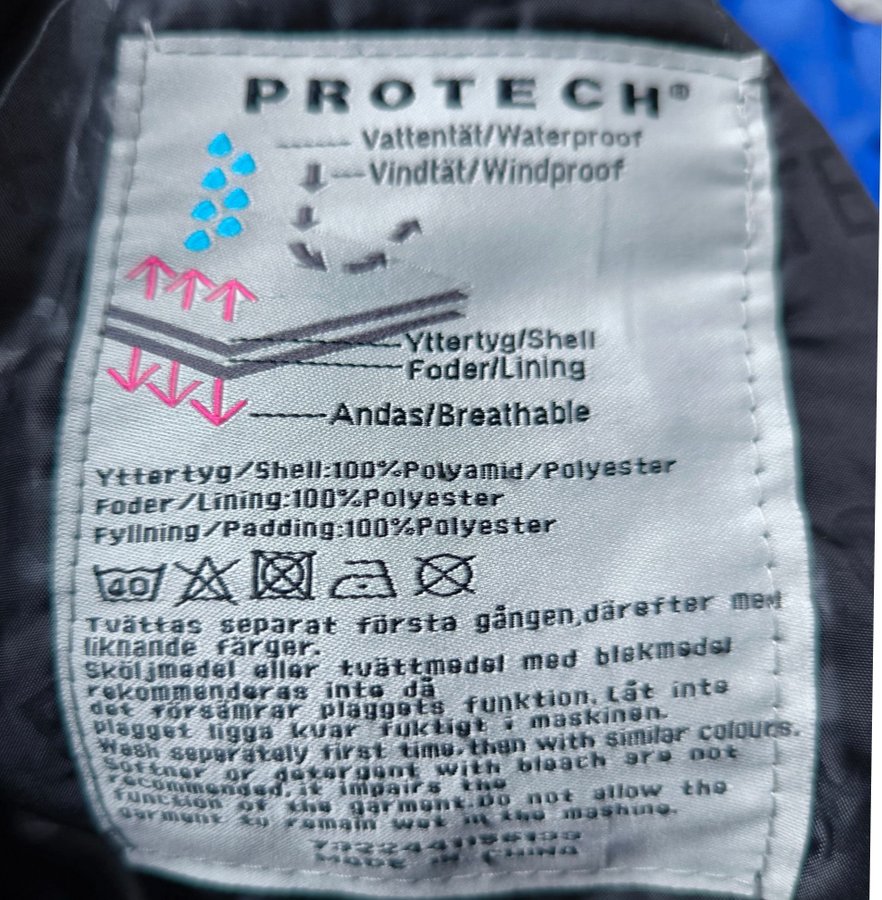 PROTECH®
Vattentät/Waterproof
Vindtät/Windproof
Yttertyg/Shell
Foder/Lining
Andas/Breathable
Yttertyg/Shell:100%Polyamid/Polyester
Foder/Lining:100%Polyester
Fyllning/Padding:100%Polyester
40
Tvättas separat första gången,därefter med
liknande färger.
Sköljmedel eller tvättmedel med blekmedel
rekommenderas inte då
det försämrar plaggets funktion. Låt inte
plagget ligga kvar fuktigt i maskinen.
Wash separately first time,then with similar colours.
Softner or detergent with bleach are not
recommended,it impairs the
function of the garment.Do not allow the
garment to remain wet in the mashine.
MADE IN CHINA